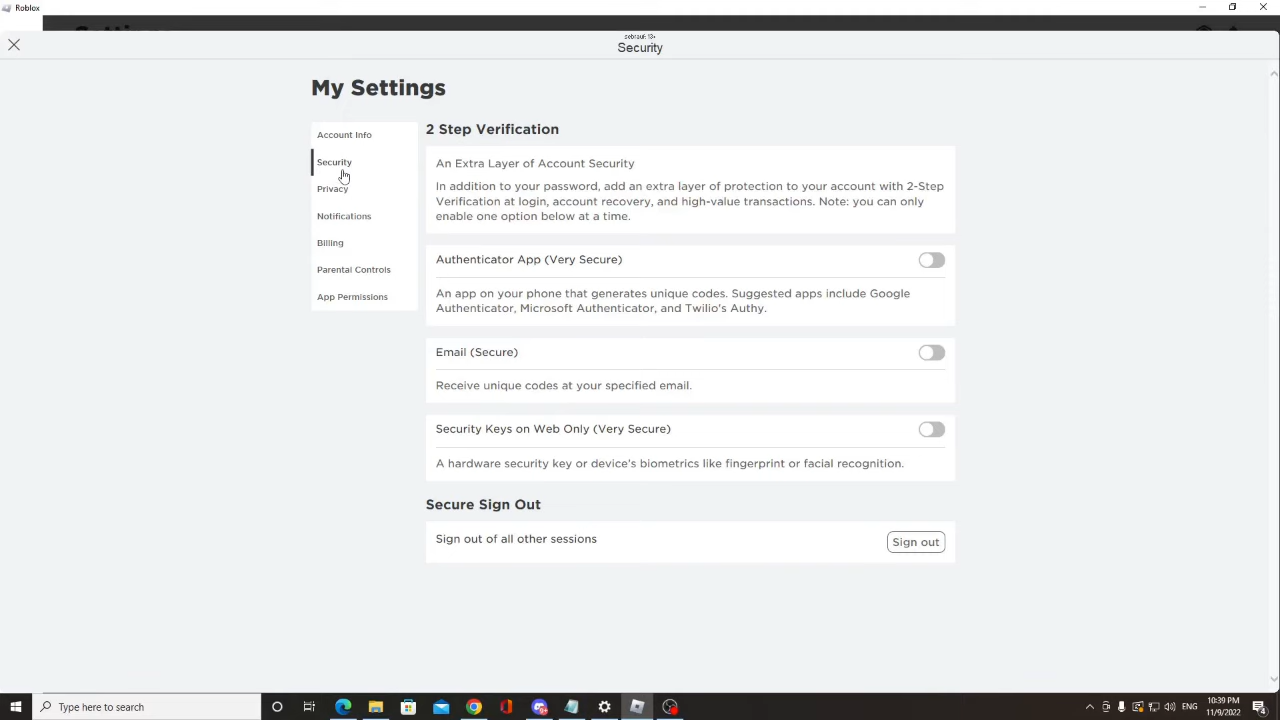 Roblox
Security
My Settings
Account Info
Security
Privacy
Notifications
Billing
Parental Controls
App Permissions
2 Step Verification
An Extra Layer of Account Security
In addition to your password, add an extra layer of protection to your account with 2-Step
Verification at login, account recovery, and high-value transactions. Note: you can only
enable one option below at a time.
Authenticator App (Very Secure)
An app on your phone that generates unique codes. Suggested apps include Google
Authenticator, Microsoft Authenticator, and Twilio's Authy.
Email (Secure)
Receive unique codes at your specified email.
Security Keys on Web Only (Very Secure)
A hardware security key or device's biometrics like fingerprint or facial recognition.
Secure Sign Out
Sign out of all other sessions
Sign out
Type here to search
ENG
10:39 PM
11/9/2022
4